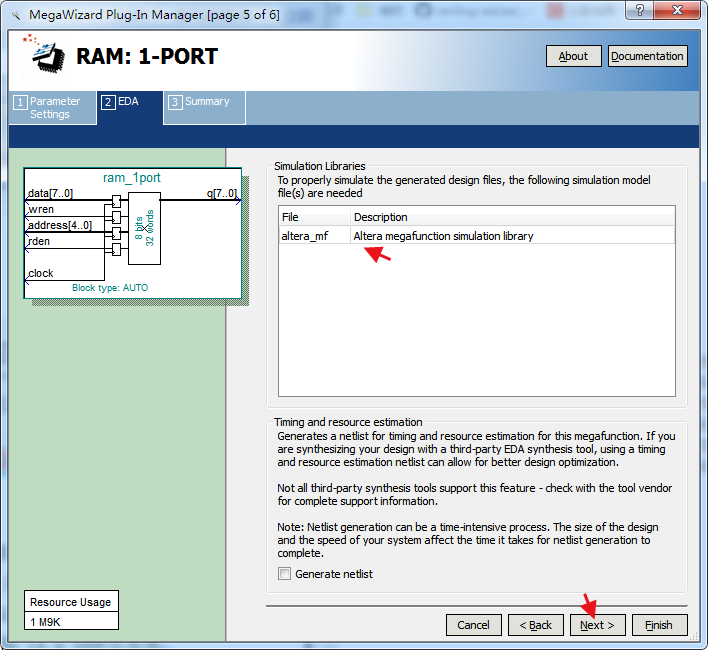 MegaWizard Plug-In Manager [page 5 of 6]
RAM: 1-PORT
About
Documentation
1 Parameter Settings
2 EDA
3 Summary
ram_1port
data[7..0]
q[7..0]
wren
address[4..0]
rden
8 bits
32 words
clock
Block type: AUTO
Resource Usage
1 M9K
Simulation Libraries
To properly simulate the generated design files, the following simulation model
file(s) are needed
File Description
altera_mf Altera megafunction simulation library
Timing and resource estimation
Generates a netlist for timing and resource estimation for this megafunction. If you
are synthesizing your design with a third-party EDA synthesis tool, using a timing
and resource estimation netlist can allow for better design optimization.
Not all third-party synthesis tools support this feature - check with the tool vendor
for complete support information.
Note: Netlist generation can be a time-intensive process. The size of the design
and the speed of your system affect the time it takes for netlist generation to
complete.
Generate netlist
Cancel
< Back
Next >
Finish